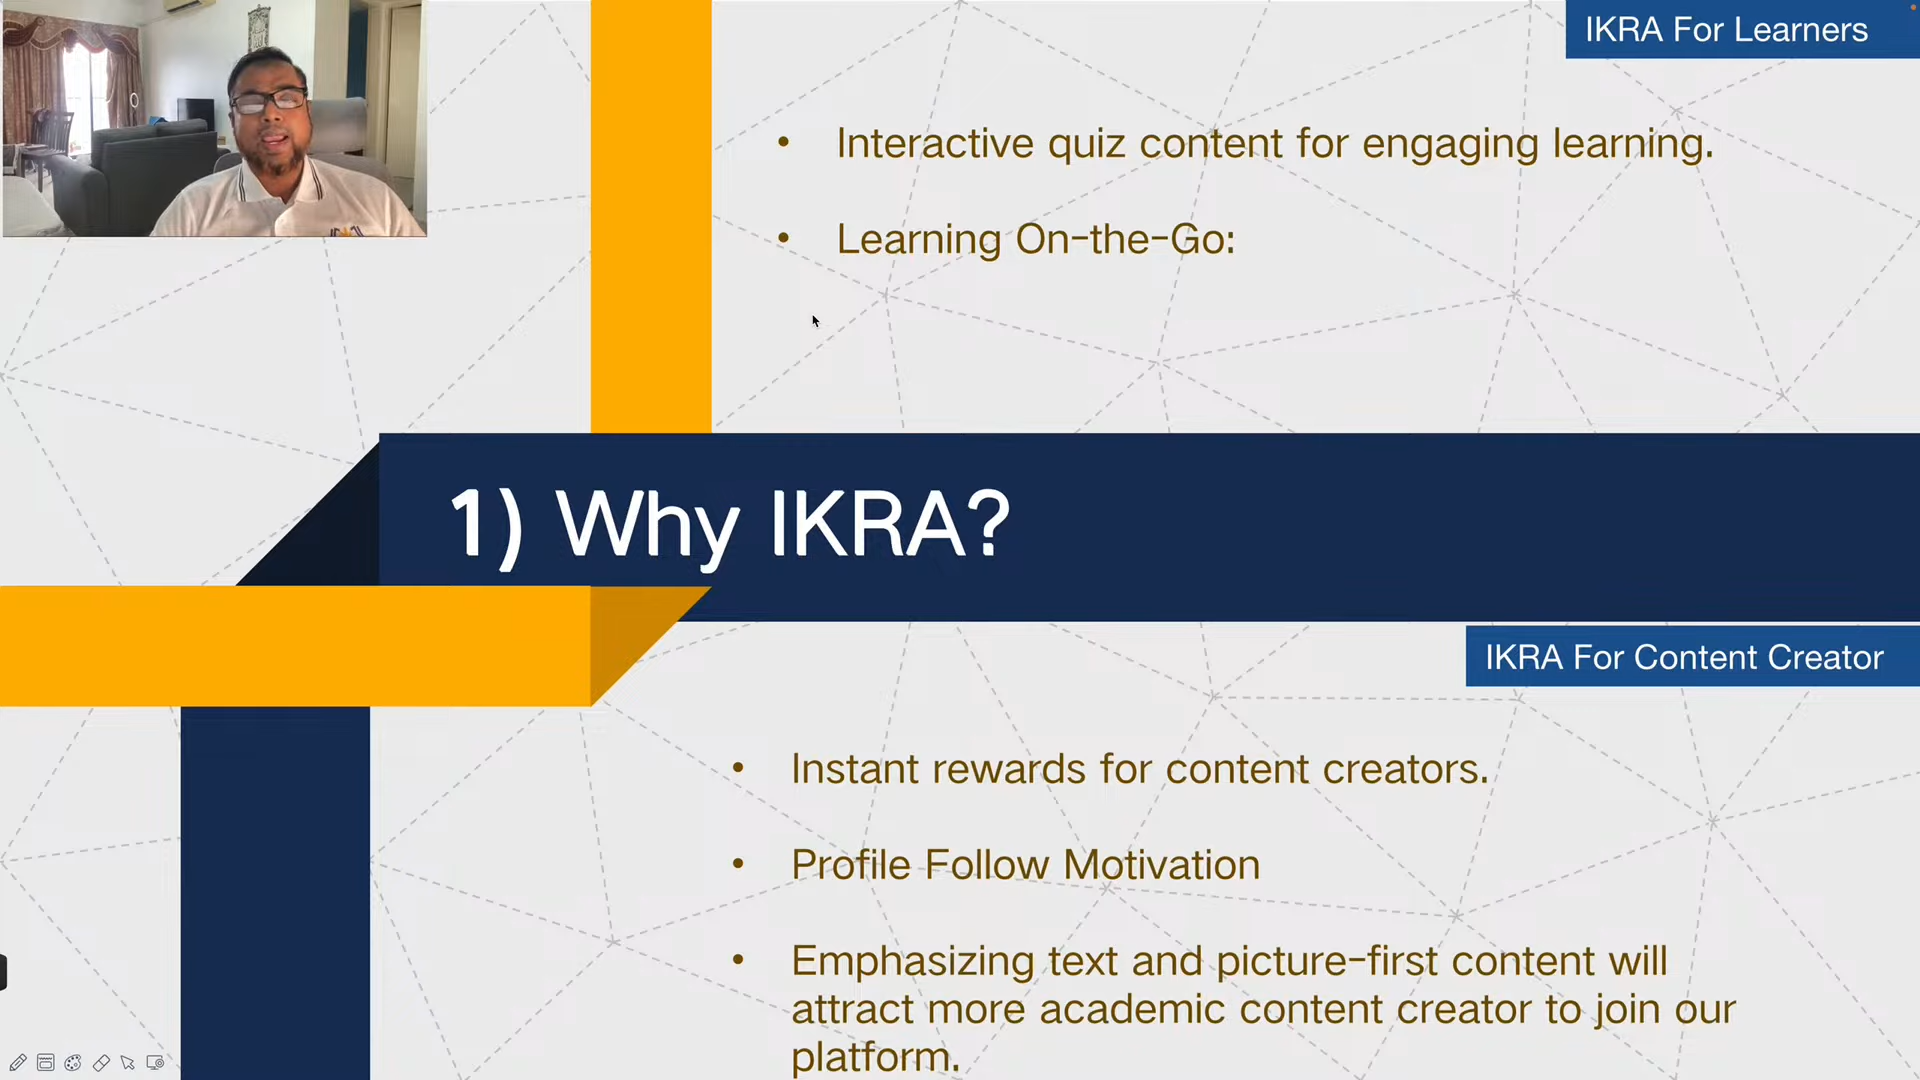 IKRA For Learners
• Interactive quiz content for engaging learning.
• Learning On-the-Go:
1) Why IKRA?
IKRA For Content Creator
• Instant rewards for content creators.
• Profile Follow Motivation
• Emphasizing text and picture-first content will
attract more academic content creator to join our
platform.